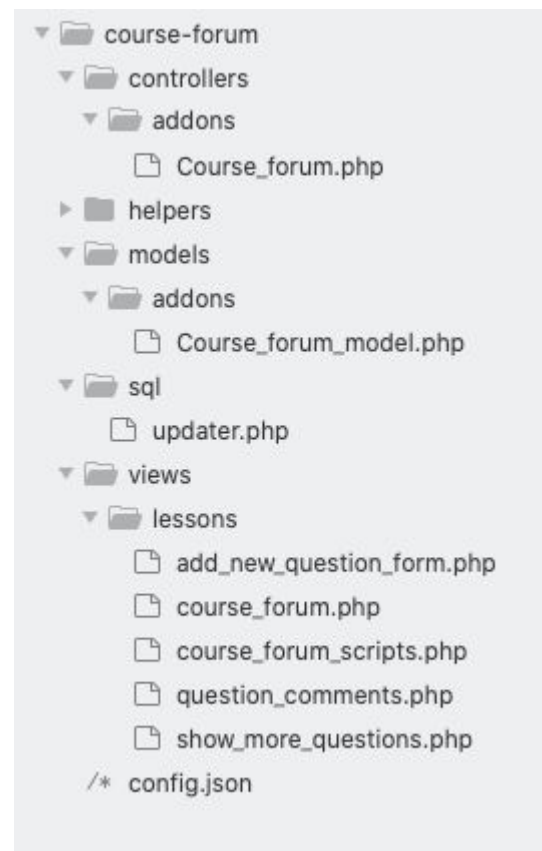 course-forum
controllers
addons
Course_forum.php
helpers
models
addons
Course_forum_model.php
sql
updater.php
views
lessons
add_new_question_form.php
course_forum.php
course_forum_scripts.php
question_comments.php
show_more_questions.php
/* config.json